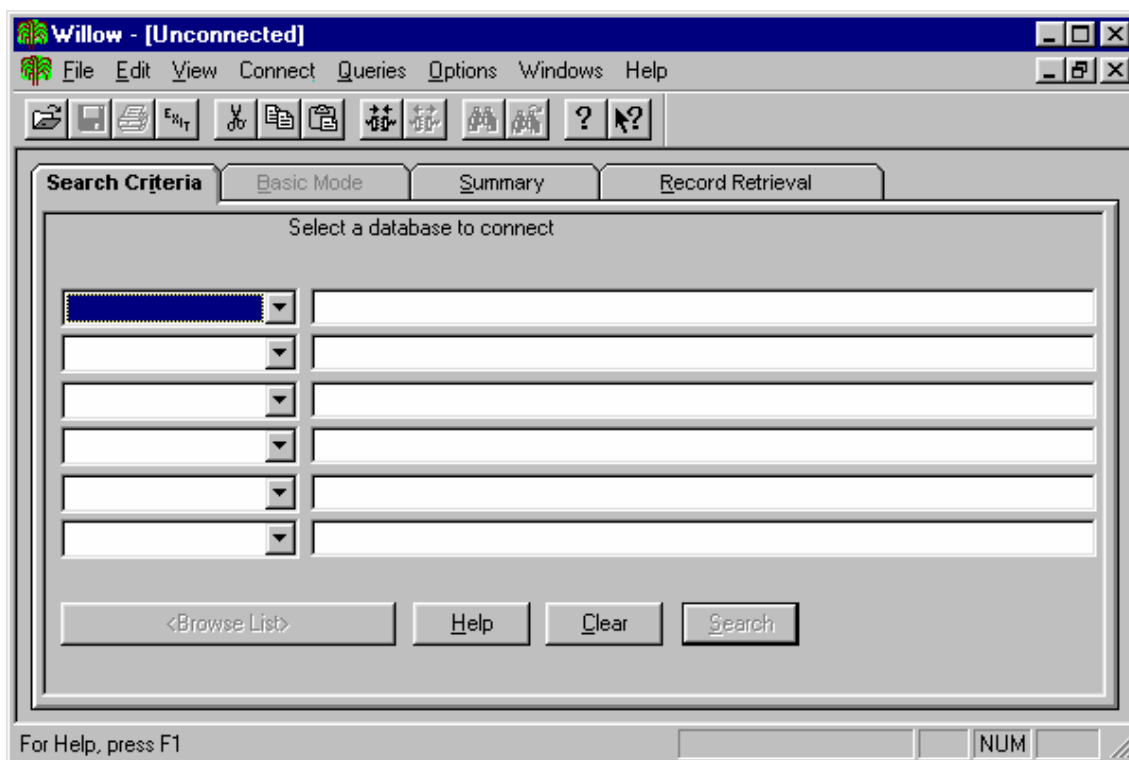 Willow - [Unconnected]
File Edit View Connect Queries Options Windows Help
EXIT ? ?
Search Criteria Basic Mode Summary Record Retrieval
Select a database to connect
<Browse List> Help Clear Search
For Help, press F1 NUM